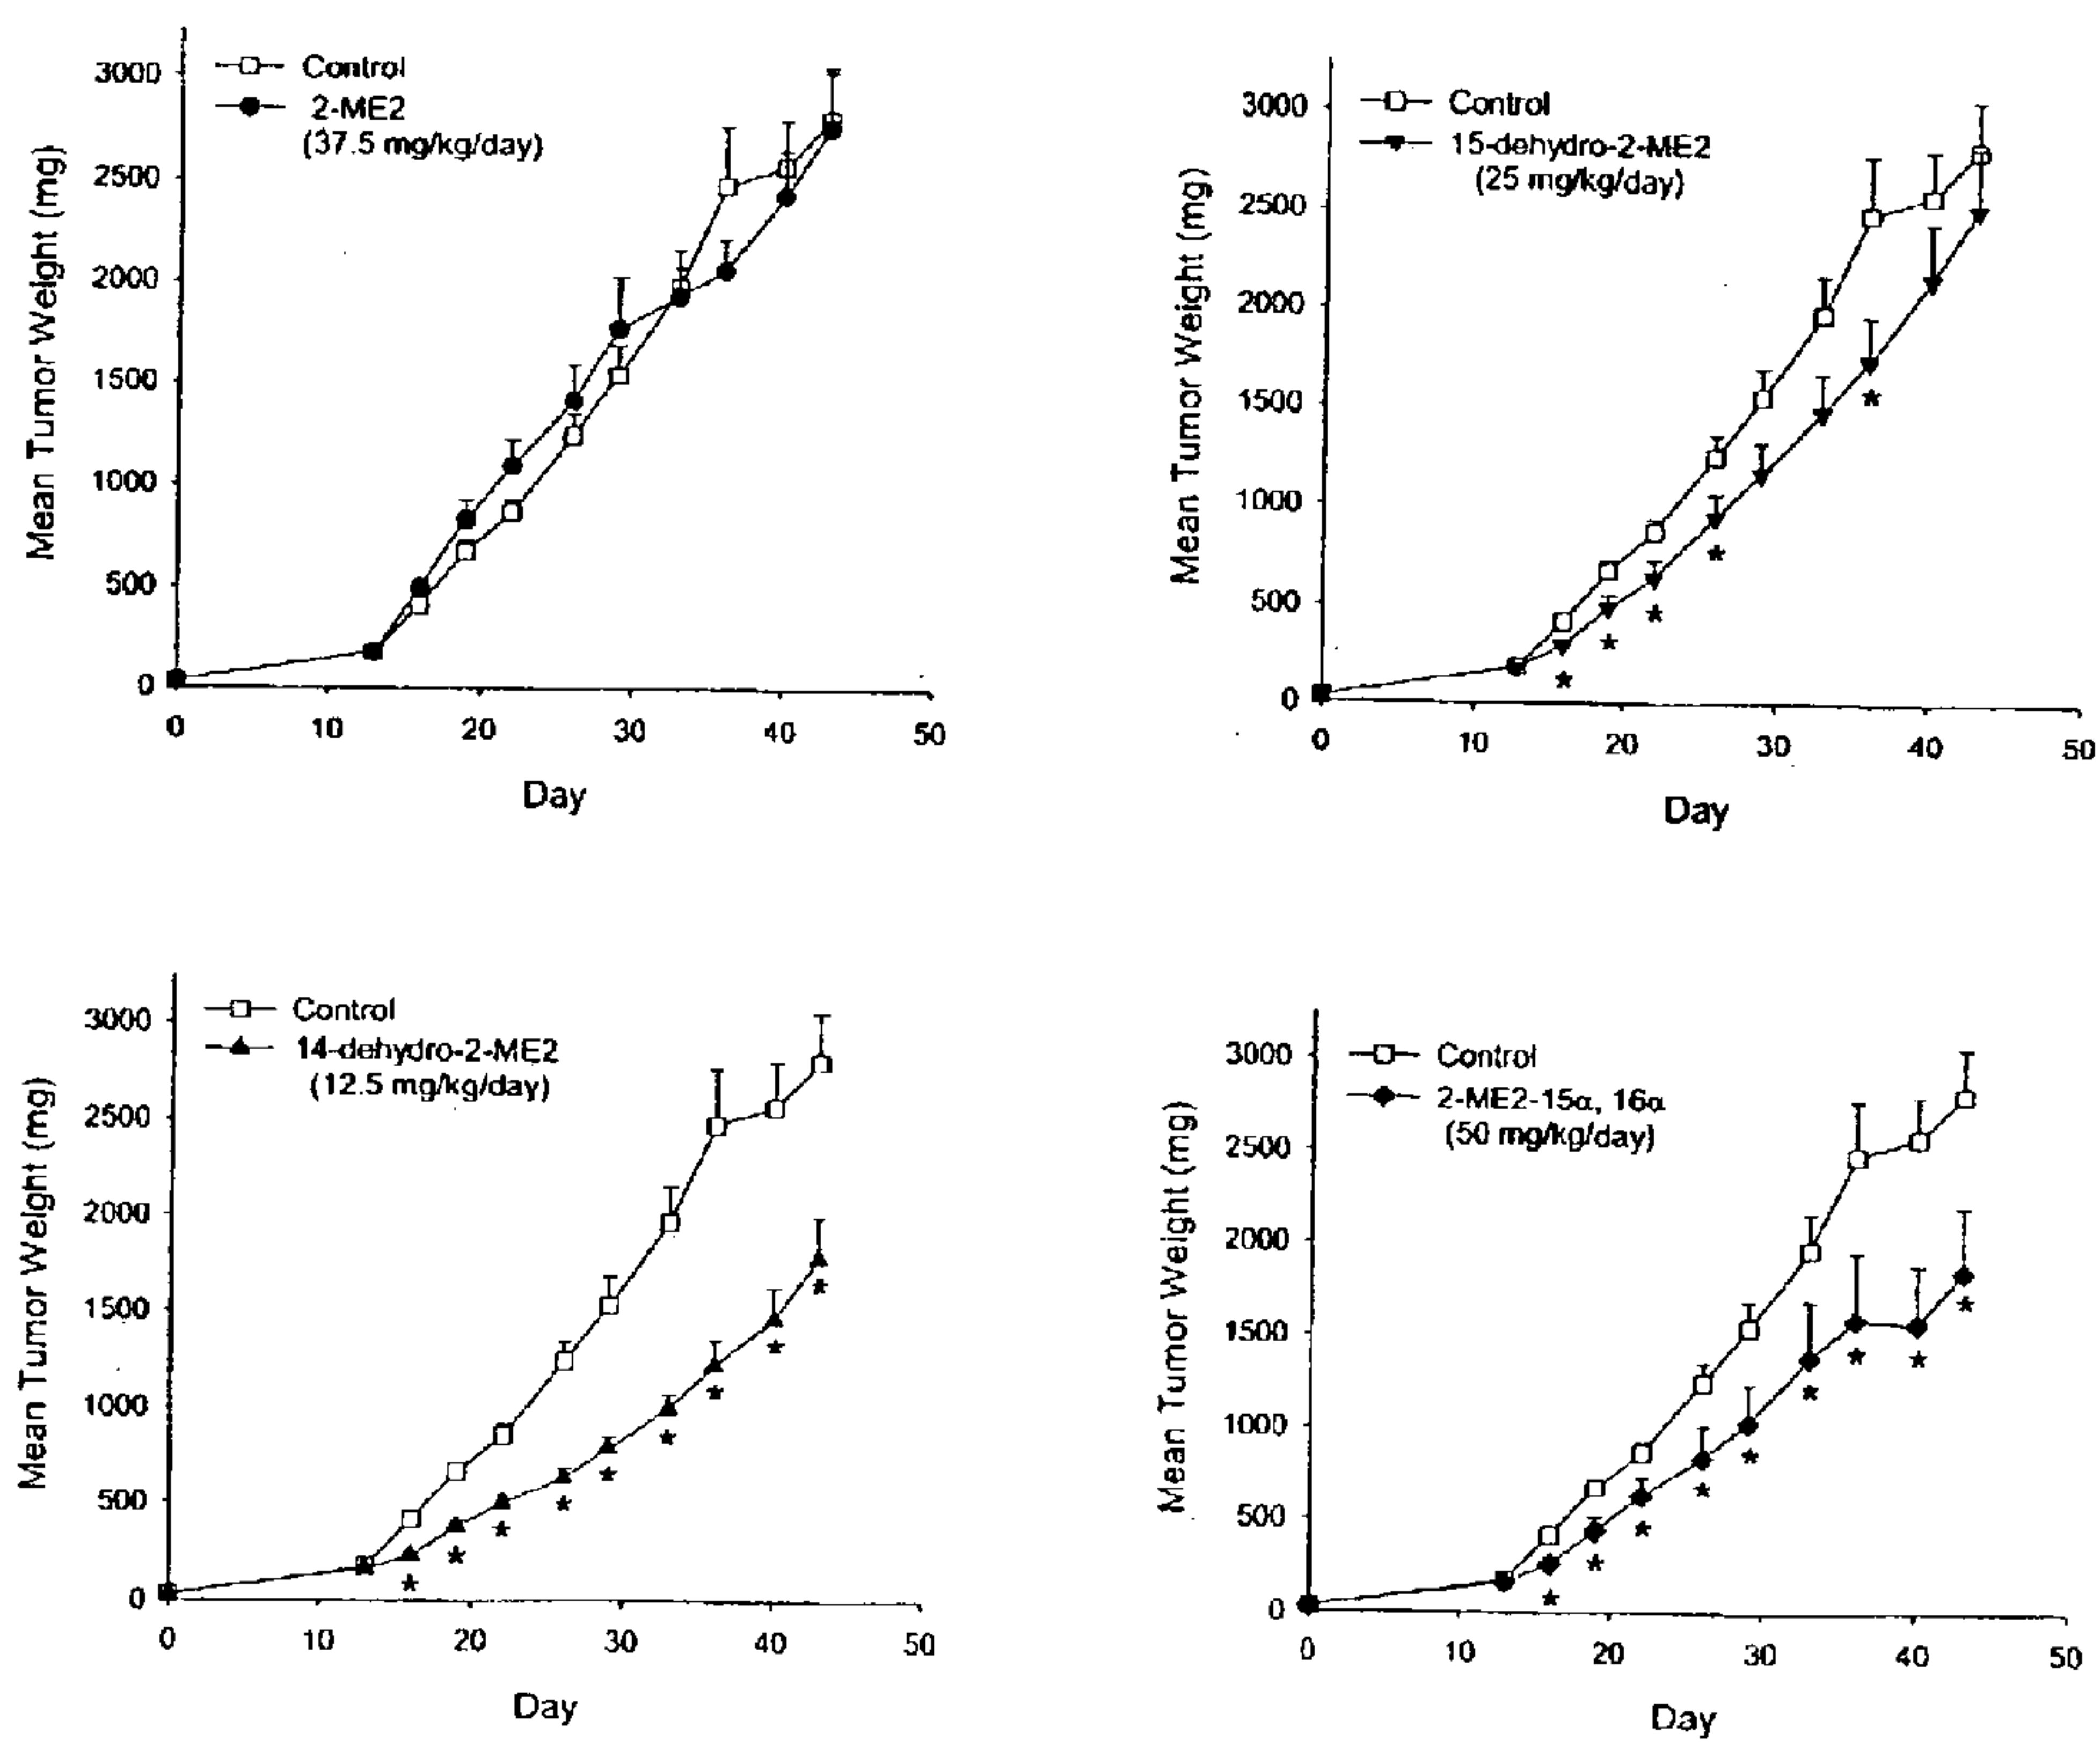 Control
2-ME2
(37.5 mg/kg/day)
Mean Tumor Weight (mg)
3000
2500
2000
1500
1000
500
0
0 10 20 30 40 50
Day
Control
15-dehydro-2-ME2
(25 mg/kg/day)
Mean Tumor Weight (mg)
3000
2500
2000
1500
1000
500
0
* * * * *
0 10 20 30 40 50
Day
Control
14-dehydro-2-ME2
(12.5 mg/kg/day)
Mean Tumor Weight (mg)
3000
2500
2000
1500
1000
500
0
* * * * * * * * *
0 10 20 30 40 50
Day
Control
2-ME2-15α, 16α
(50 mg/kg/day)
Mean Tumor Weight (mg)
3000
2500
2000
1500
1000
500
0
* * * * * * * * *
0 10 20 30 40 50
Day